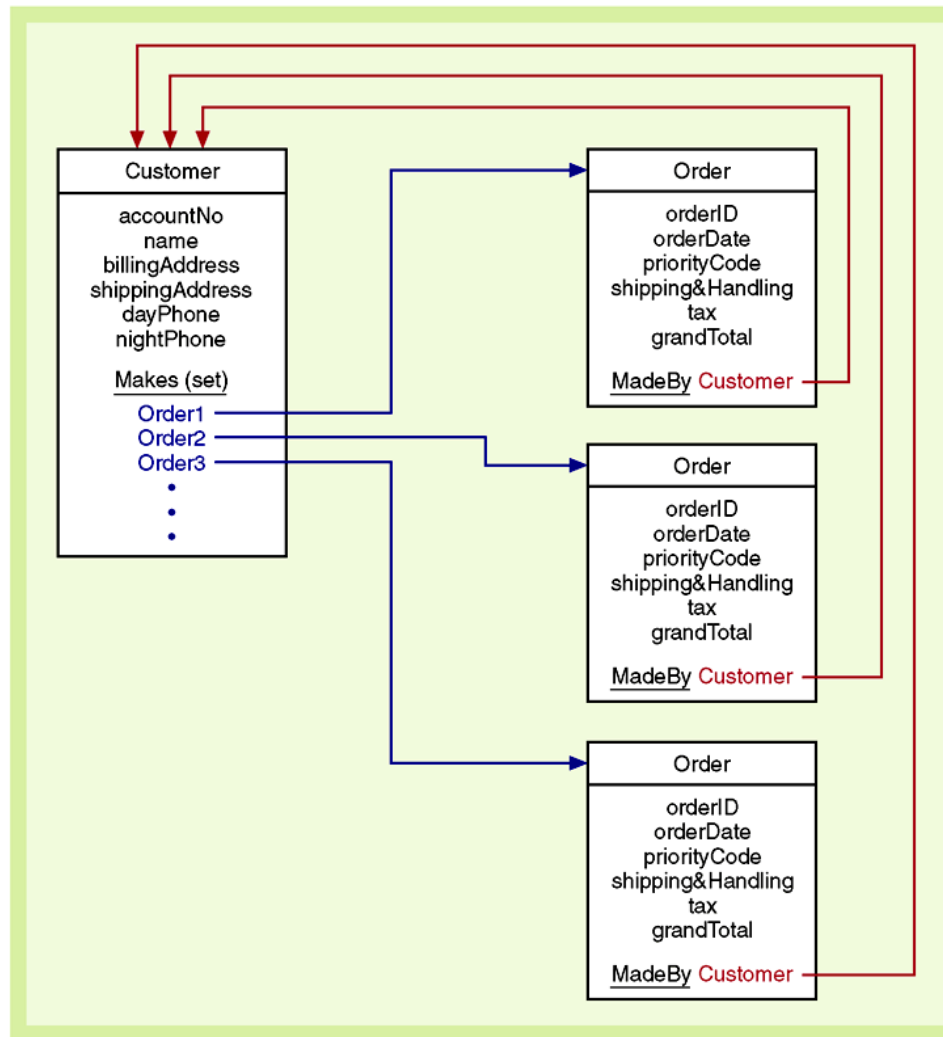 Customer
accountNo
name
billingAddress
shippingAddress
dayPhone
nightPhone
Makes (set)
Order1
Order2
Order3
Order
orderID
orderDate
priorityCode
shipping&Handling
tax
grandTotal
MadeBy Customer
Order
orderID
orderDate
priorityCode
shipping&Handling
tax
grandTotal
MadeBy Customer
Order
orderID
orderDate
priorityCode
shipping&Handling
tax
grandTotal
MadeBy Customer